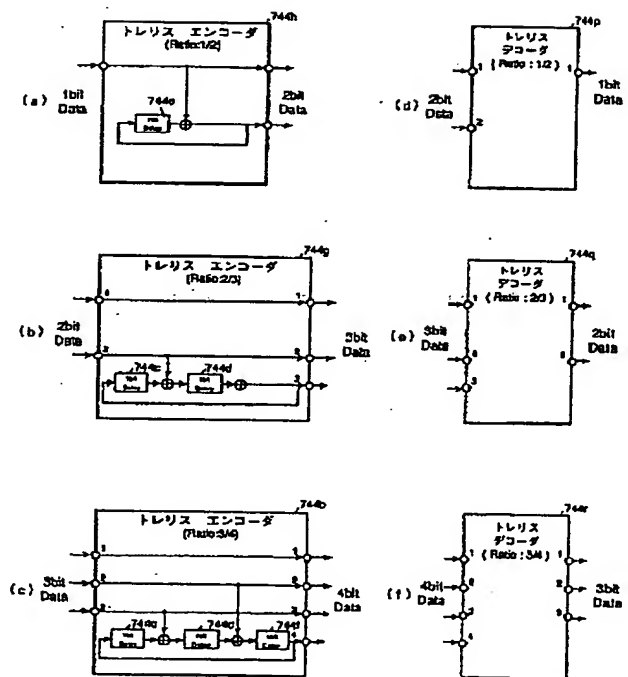 744h
トレリス エンコーダ
(Ratio:1/2)
(a) 1bit Data
2bit Data
744p
トレリス
デコーダ
(Ratio : 1/2)
1
1
2
(d) 2bit Data
1bit Data
744g
トレリス エンコーダ
(Ratio:2/3)
1
(b) 2bit Data
2
3bit Data
3
744c
744d
744q
トレリス
デコーダ
(Ratio : 2/3)
1
1
(e) 3bit Data
2bit Data
3
744b
トレリス エンコーダ
(Ratio:3/4)
1
1
(c) 3bit Data
4bit Data
744f
4
744r
トレリス
デコーダ
(Ratio : 3/4)
1
1
(f) 4bit Data
2
3bit Data
3
3
4